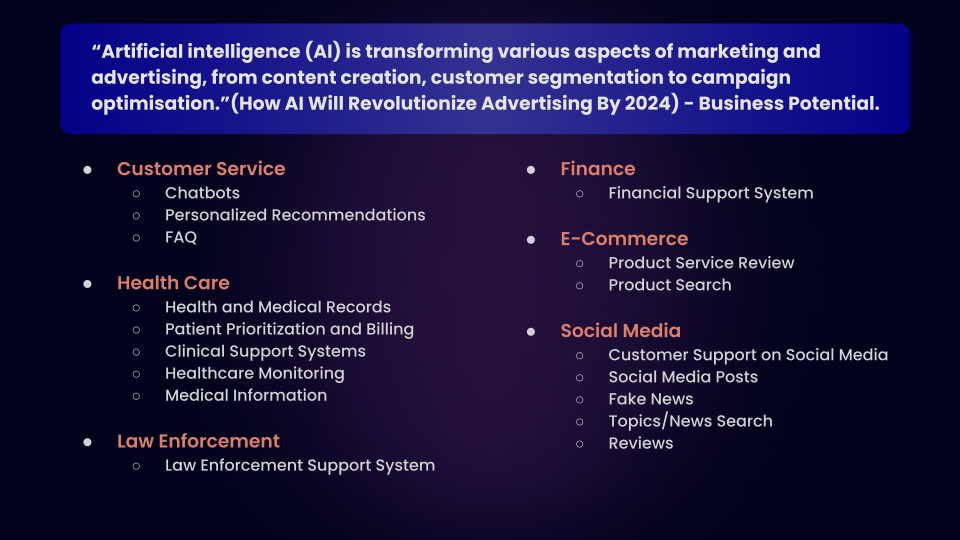 “Artificial intelligence (AI) is transforming various aspects of marketing and
advertising, from content creation, customer segmentation to campaign
optimisation.”(How AI Will Revolutionize Advertising By 2024) - Business Potential.
● Customer Service
○ Chatbots
○ Personalized Recommendations
○ FAQ
● Health Care
○ Health and Medical Records
○ Patient Prioritization and Billing
○ Clinical Support Systems
○ Healthcare Monitoring
○ Medical Information
● Law Enforcement
○ Law Enforcement Support System
● Finance
○ Financial Support System
● E-Commerce
○ Product Service Review
○ Product Search
● Social Media
○ Customer Support on Social Media
○ Social Media Posts
○ Fake News
○ Topics/News Search
○ Reviews